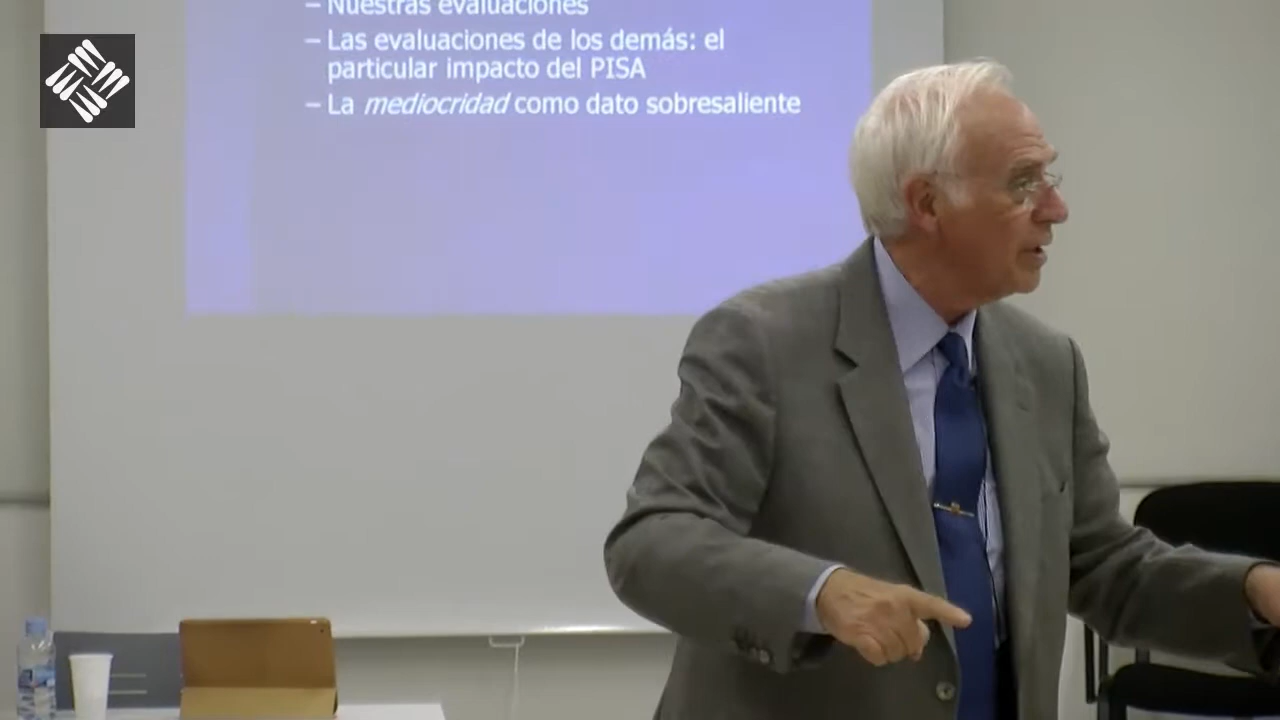 – Nuestras evaluaciones
– Las evaluaciones de los demás: el
particular impacto del PISA
– La mediocridad como dato sobresaliente